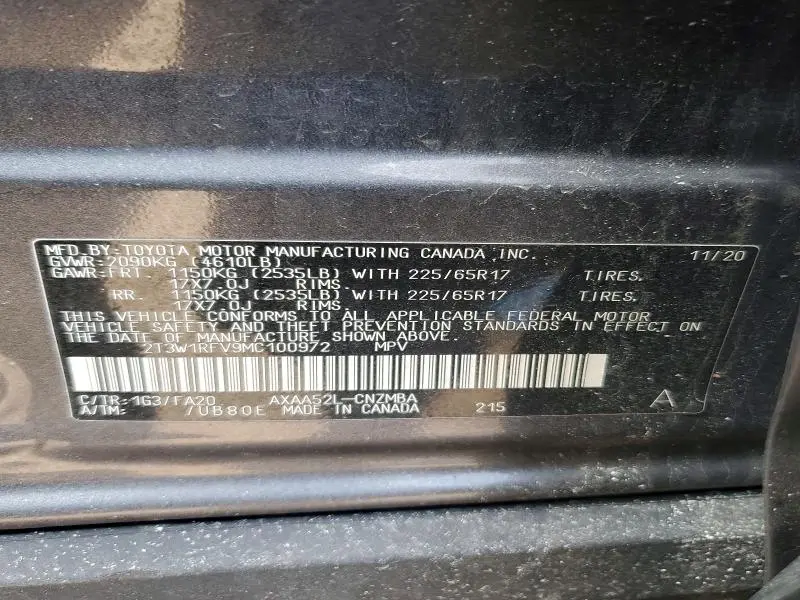 MFD.BY:TOYOTA MOTOR MANUFACTURING CANADA INC. 11/20
GVWR:2090KG (4610LB)
GAWR:FRT. 1150KG (2535LB) WITH 225/65R17 TIRES.
17X7.0J RIMS.
RR. 1150KG (2535LB) WITH 225/65R17 TIRES.
17X7.0J RIMS.
THIS VEHICLE CONFORMS TO ALL APPLICABLE FEDERAL MOTOR
VEHICLE SAFETY AND THEFT PREVENTION STANDARDS IN EFFECT ON
THE DATE OF MANUFACTURE SHOWN ABOVE.
2T3W1RFV9MC100972 MPV
C/TR:1G3/FA20 AXAA52L-CNZMBA A
A/TM: /UB80E MADE IN CANADA 215